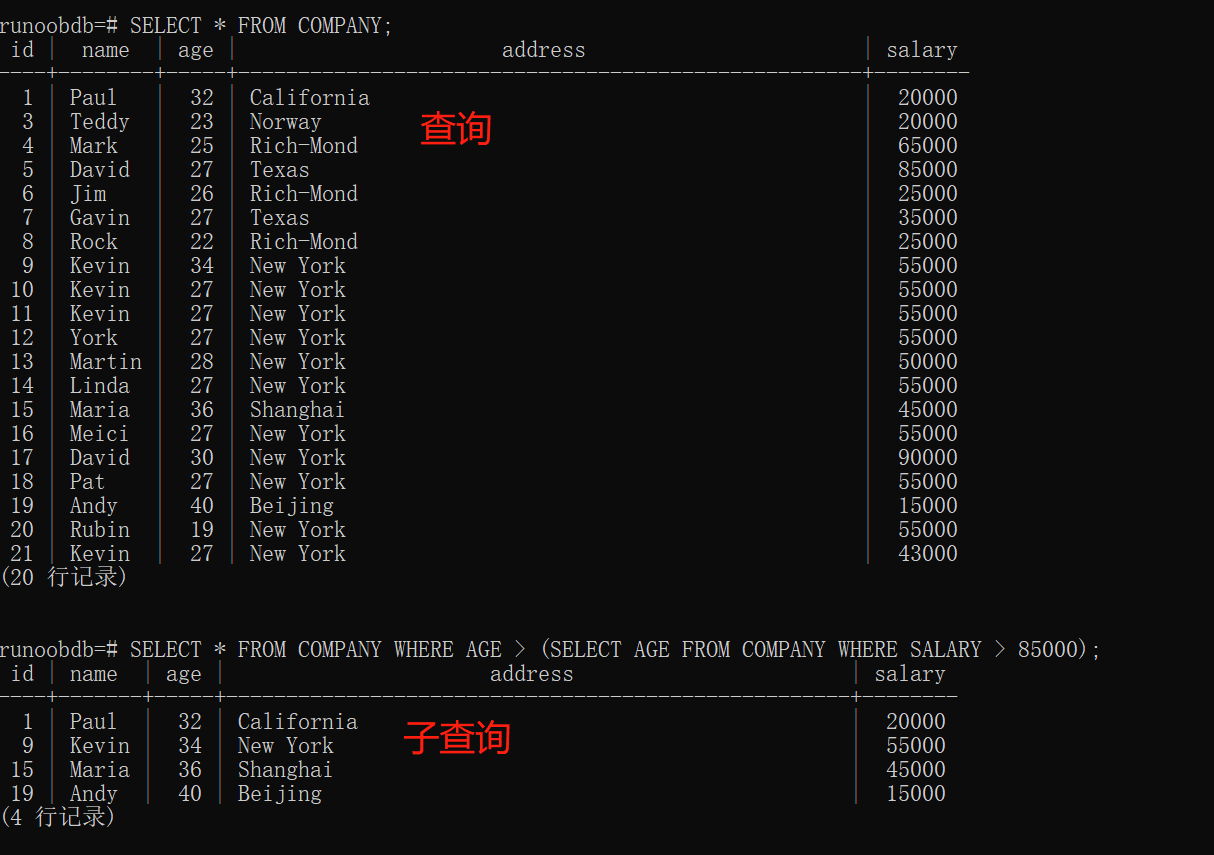 runoobdb=# SELECT * FROM COMPANY;
id | name | age | address | salary
----+--------+-----+----------------------------------------------------+--------
1 | Paul | 32 | California | 20000
3 | Teddy | 23 | Norway | 20000
查询
4 | Mark | 25 | Rich-Mond | 65000
5 | David | 27 | Texas | 85000
6 | Jim | 26 | Rich-Mond | 25000
7 | Gavin | 27 | Texas | 35000
8 | Rock | 22 | Rich-Mond | 25000
9 | Kevin | 34 | New York | 55000
10 | Kevin | 27 | New York | 55000
11 | Kevin | 27 | New York | 55000
12 | York | 27 | New York | 55000
13 | Martin | 28 | New York | 50000
14 | Linda | 27 | New York | 55000
15 | Maria | 36 | Shanghai | 45000
16 | Meici | 27 | New York | 55000
17 | David | 30 | New York | 90000
18 | Pat | 27 | New York | 55000
19 | Andy | 40 | Beijing | 15000
20 | Rubin | 19 | New York | 55000
21 | Kevin | 27 | New York | 43000
(20 行记录)
runoobdb=# SELECT * FROM COMPANY WHERE AGE > (SELECT AGE FROM COMPANY WHERE SALARY > 85000);
id | name | age | address | salary
----+-------+-----+----------------------------------------------------+--------
1 | Paul | 32 | California | 20000
子查询
9 | Kevin | 34 | New York | 55000
15 | Maria | 36 | Shanghai | 45000
19 | Andy | 40 | Beijing | 15000
(4 行记录)